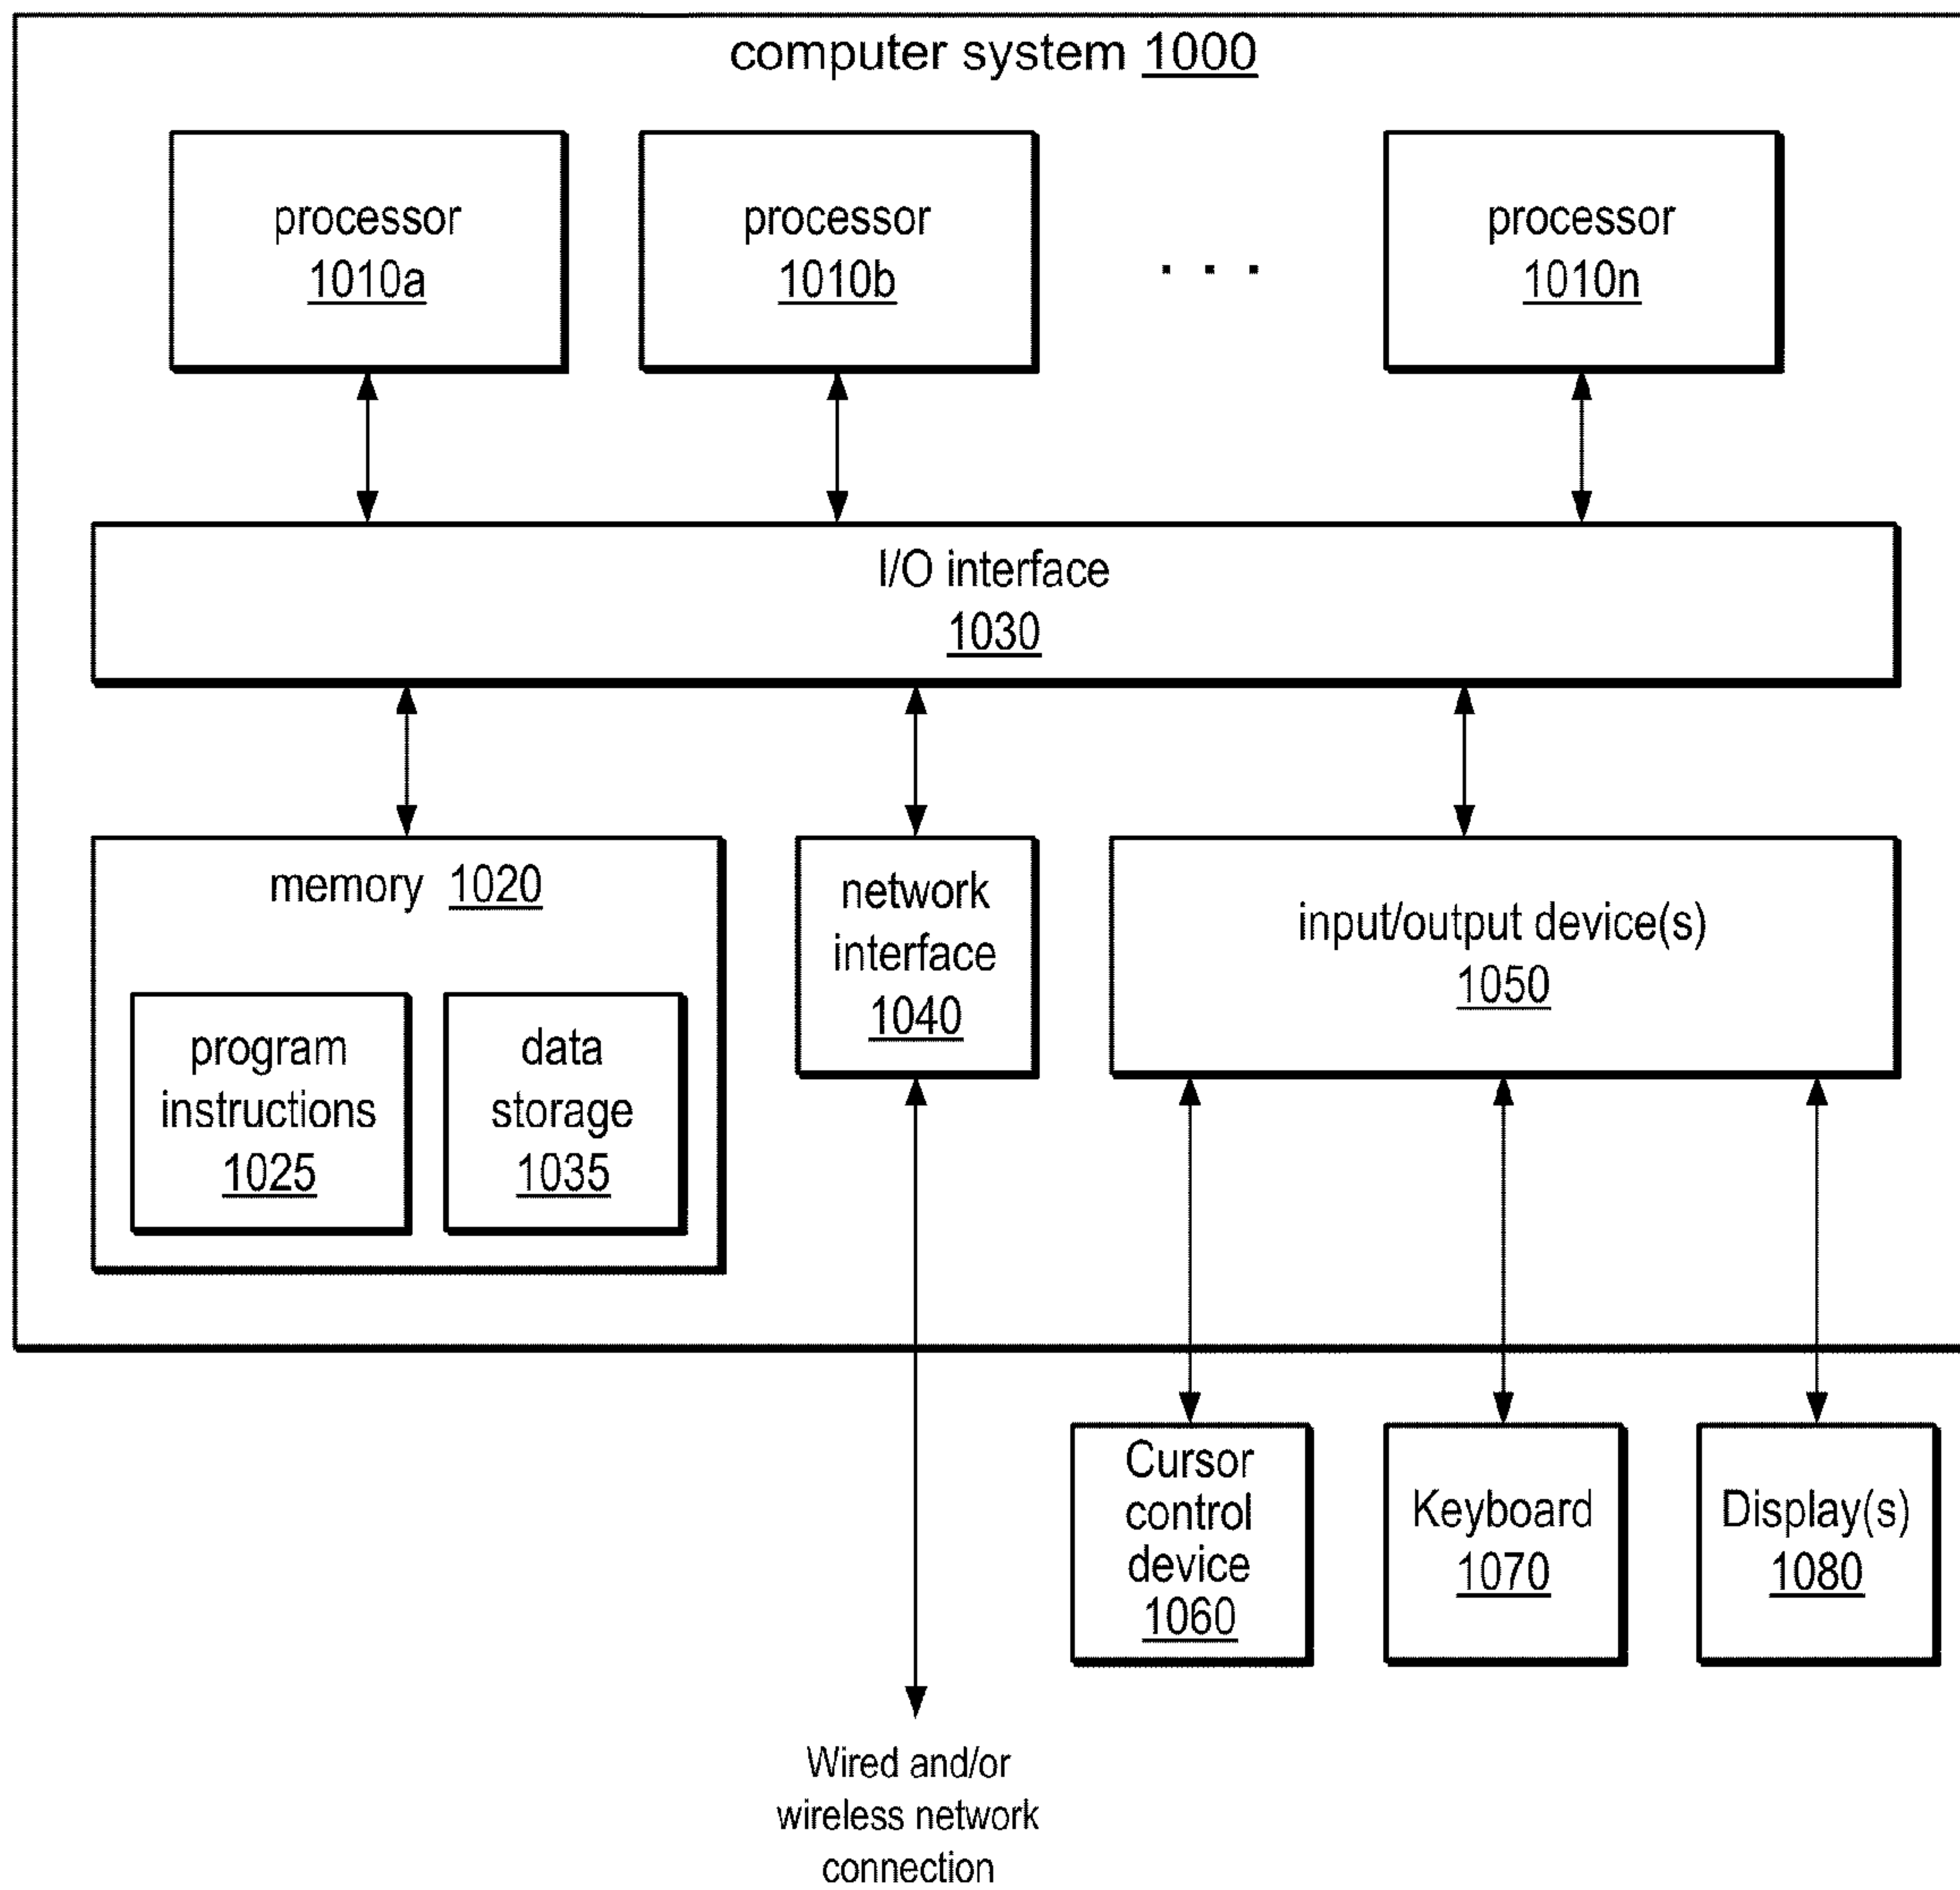 computer system 1000
processor
1010a
processor
1010b
. . .
processor
1010n
I/O interface
1030
memory 1020
program
instructions
1025
data
storage
1035
network
interface
1040
input/output device(s)
1050
Cursor
control
device
1060
Keyboard
1070
Display(s)
1080
Wired and/or
wireless network
connection